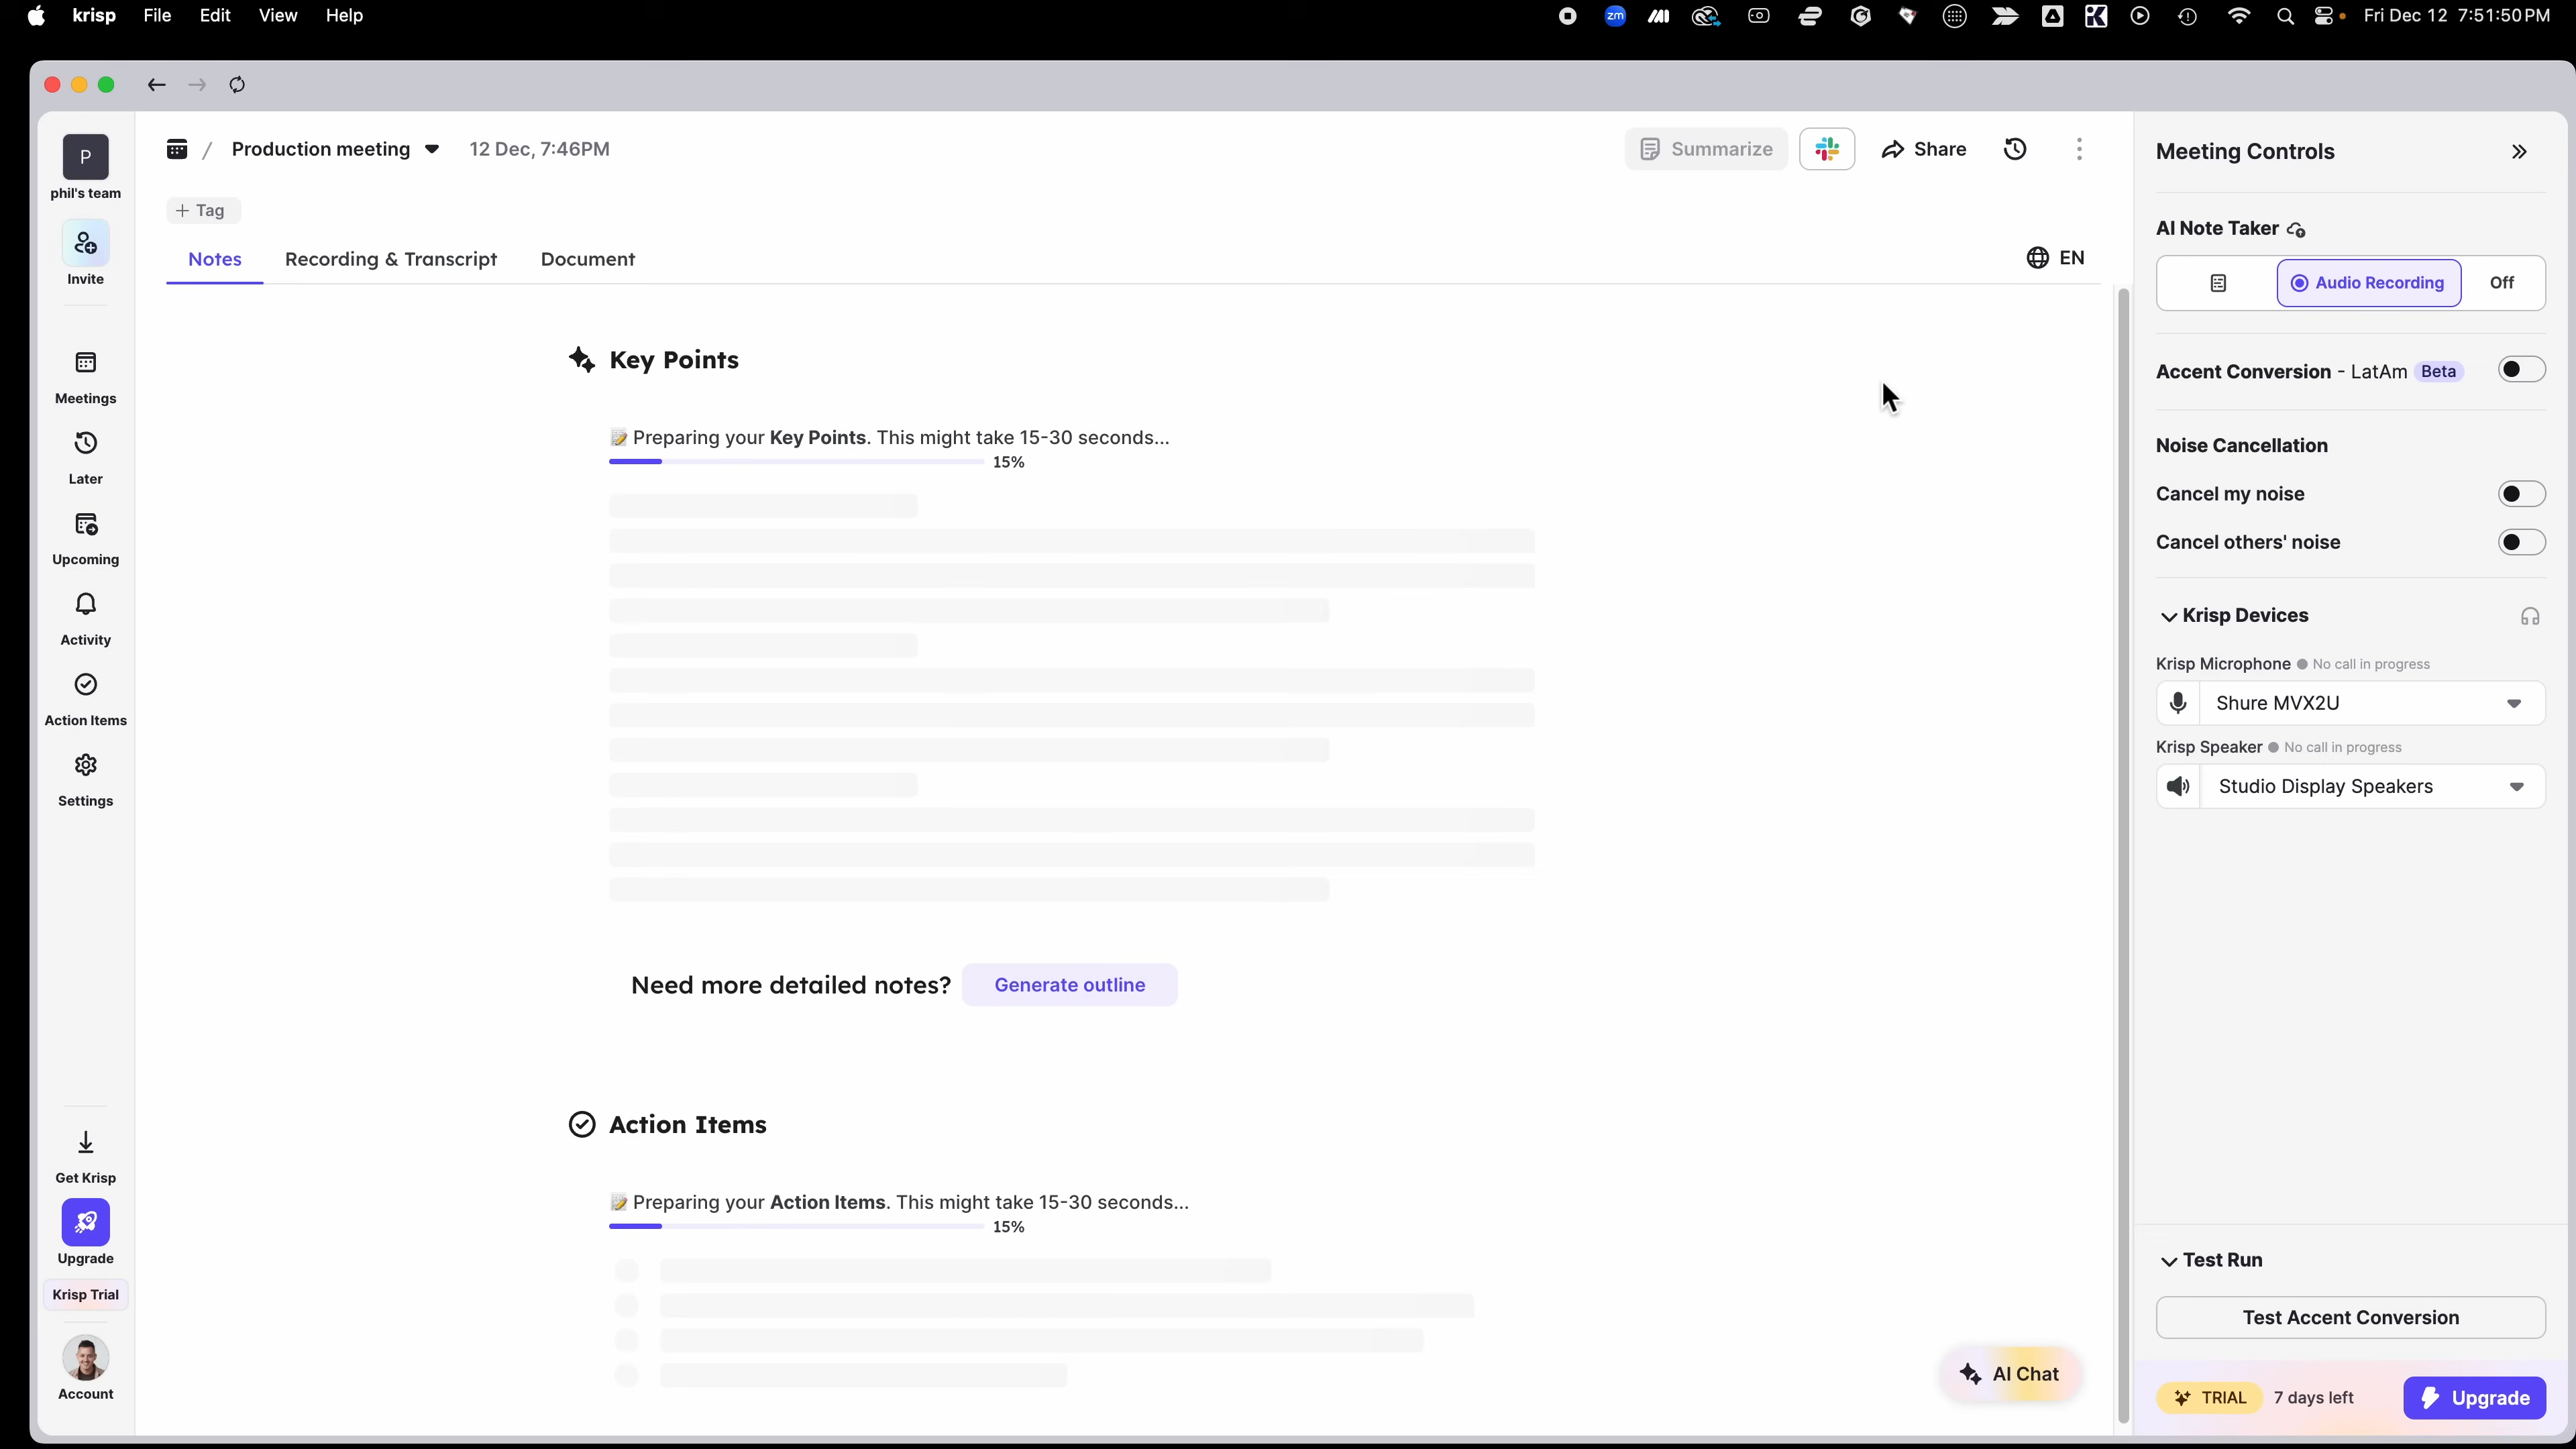 krisp File Edit View Help
zm
Fri Dec 12 7:51:50 PM
P
phil's team
Invite
Meetings
Later
Upcoming
Activity
Action Items
Settings
Get Krisp
Upgrade
Krisp Trial
Account
/ Production meeting 12 Dec, 7:46PM
Summarize
Share
+ Tag
Notes Recording & Transcript Document
EN
Key Points
Preparing your Key Points. This might take 15-30 seconds...
15%
Need more detailed notes? Generate outline
Action Items
Preparing your Action Items. This might take 15-30 seconds...
15%
AI Chat
Meeting Controls
AI Note Taker
Audio Recording Off
Accent Conversion - LatAm Beta
Noise Cancellation
Cancel my noise
Cancel others' noise
Krisp Devices
Krisp Microphone No call in progress
Shure MVX2U
Krisp Speaker No call in progress
Studio Display Speakers
Test Run
Test Accent Conversion
TRIAL 7 days left Upgrade